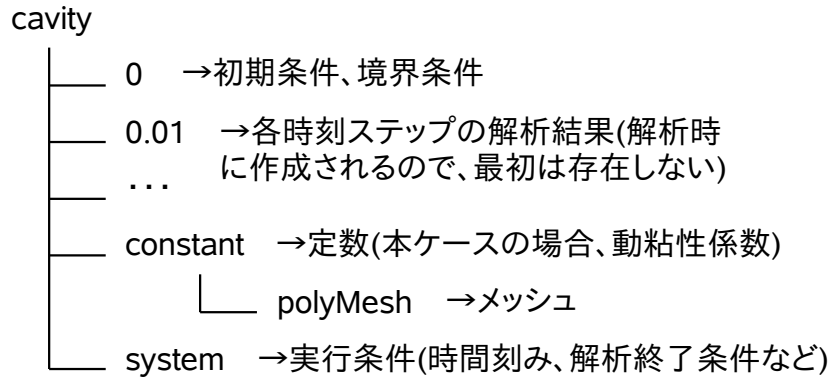 cavity
0 →初期条件、境界条件
0.01 →各時刻ステップの解析結果(解析時
に作成されるので、最初は存在しない)
･･･
constant →定数(本ケースの場合、動粘性係数)
polyMesh →メッシュ
system →実行条件(時間刻み、解析終了条件など)